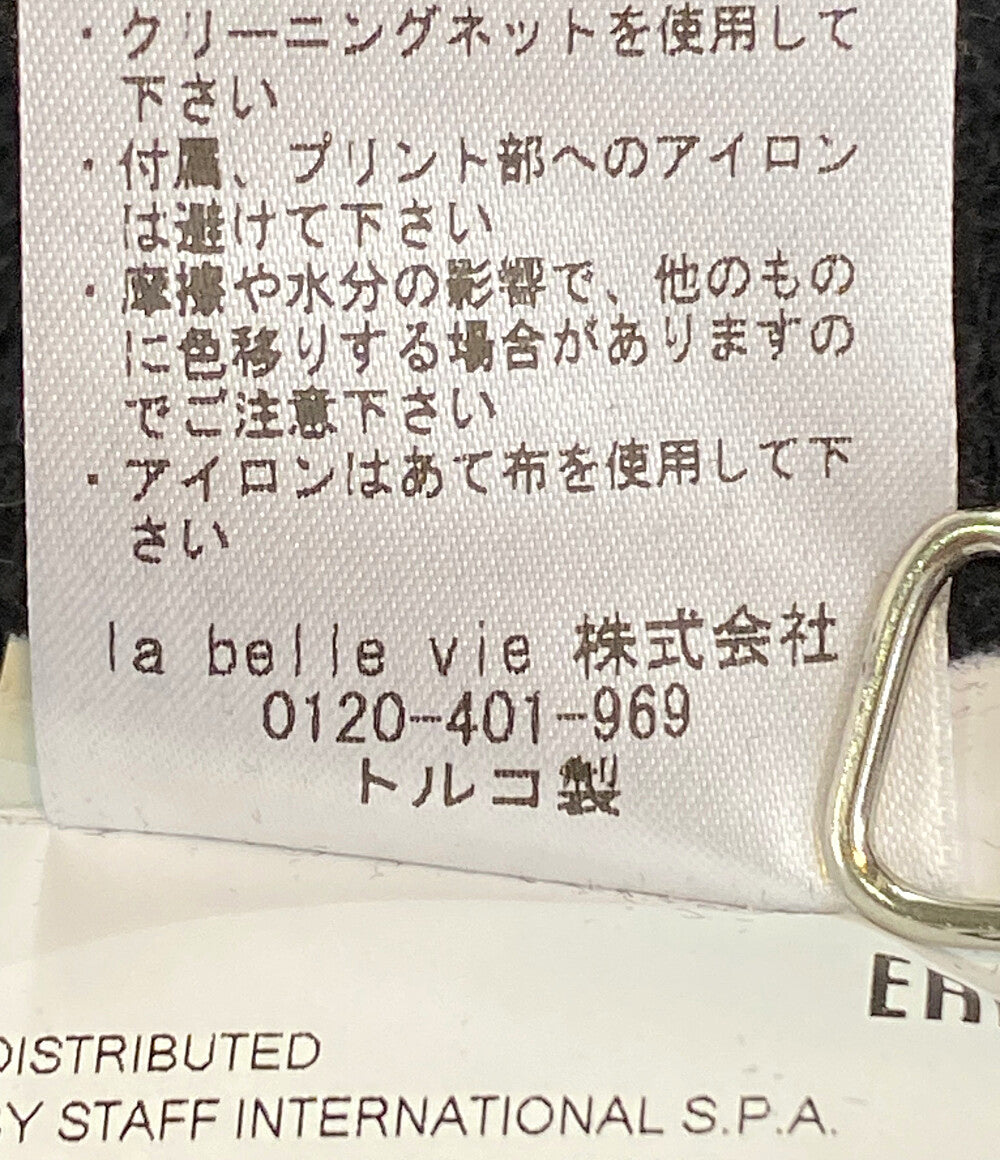 ・クリーニングネットを使用して
下さい
・付属、プリント部へのアイロン
は避けて下さい
・摩擦や水分の影響で、他のもの
に色移りする場合がありますの
でご注意下さい
・アイロンはあて布を使用して下
さい
la belle vie 株式会社
0120-401-969
トルコ製
DISTRIBUTED
BY STAFF INTERNATIONAL S.P.A.